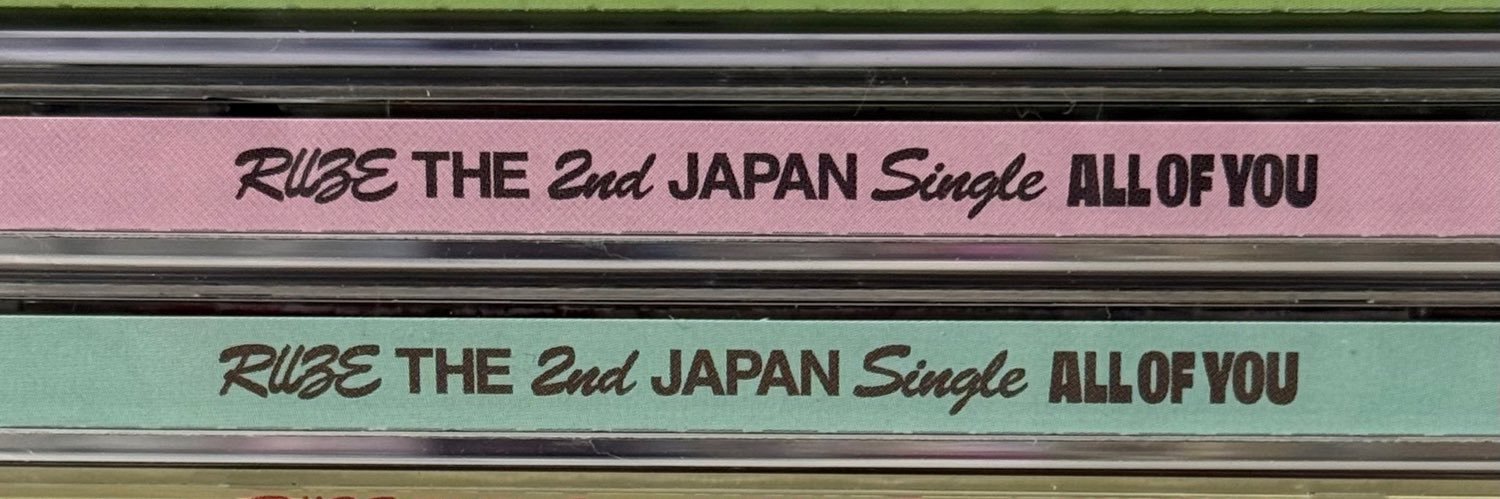 RIIZE THE 2nd JAPAN Single ALL OF YOU
RIIZE THE 2nd JAPAN Single ALL OF YOU